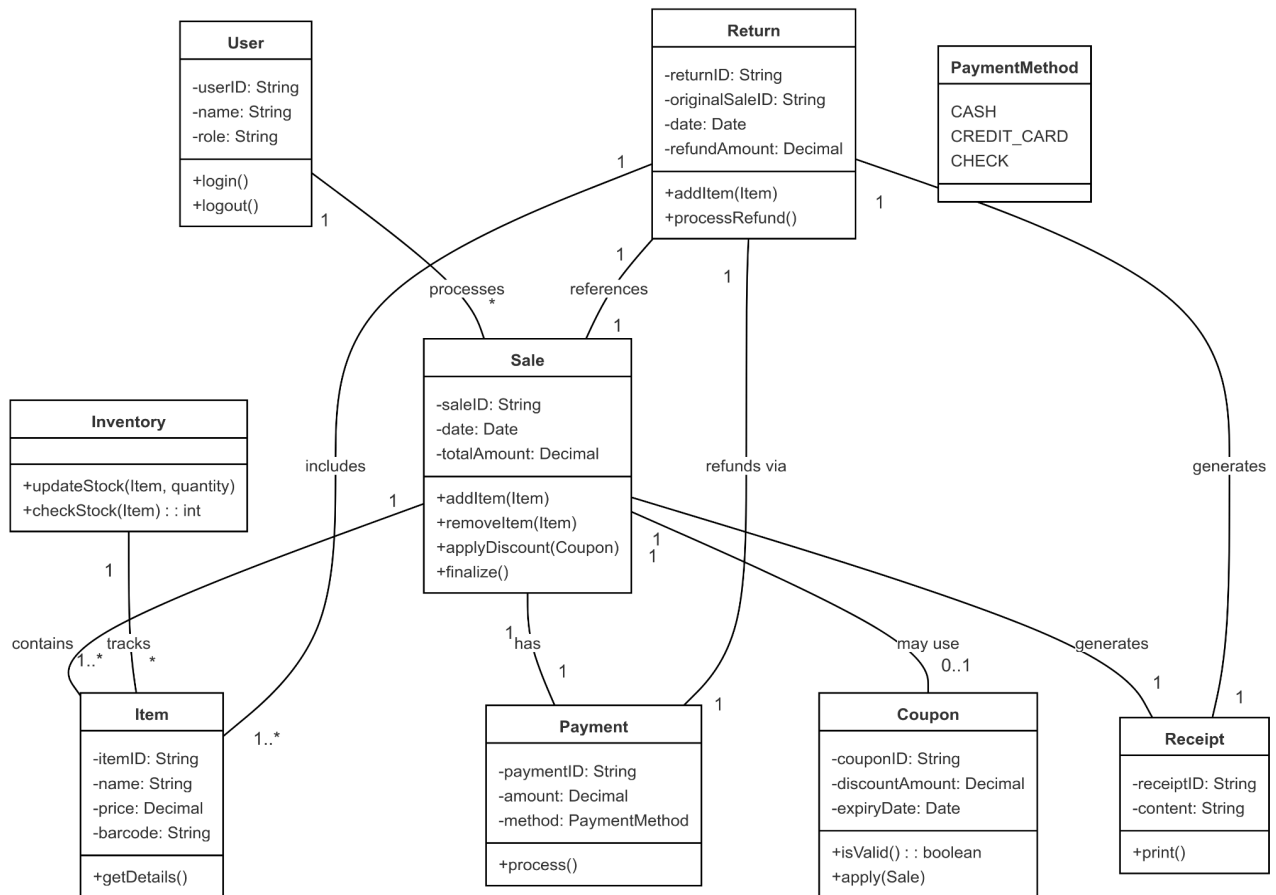 User
-userID: String
-name: String
-role: String
+login()
+logout()
1
Return
-returnID: String
-originalSaleID: String
-date: Date
-refundAmount: Decimal
+addItem(Item)
+processRefund()
1
1
1
1
PaymentMethod
CASH
CREDIT_CARD
CHECK
processes
*
references
1
Sale
-saleID: String
-date: Date
-totalAmount: Decimal
+addItem(Item)
+removeItem(Item)
+applyDiscount(Coupon)
+finalize()
1
1
1
1
Inventory
+updateStock(Item, quantity)
+checkStock(Item) : : int
1
includes
refunds via
generates
contains
1..*
tracks
*
has
1
may use
0..1
generates
1
1
1
1..*
Item
-itemID: String
-name: String
-price: Decimal
-barcode: String
+getDetails()
Payment
-paymentID: String
-amount: Decimal
-method: PaymentMethod
+process()
Coupon
-couponID: String
-discountAmount: Decimal
-expiryDate: Date
+isValid() : : boolean
+apply(Sale)
Receipt
-receiptID: String
-content: String
+print()